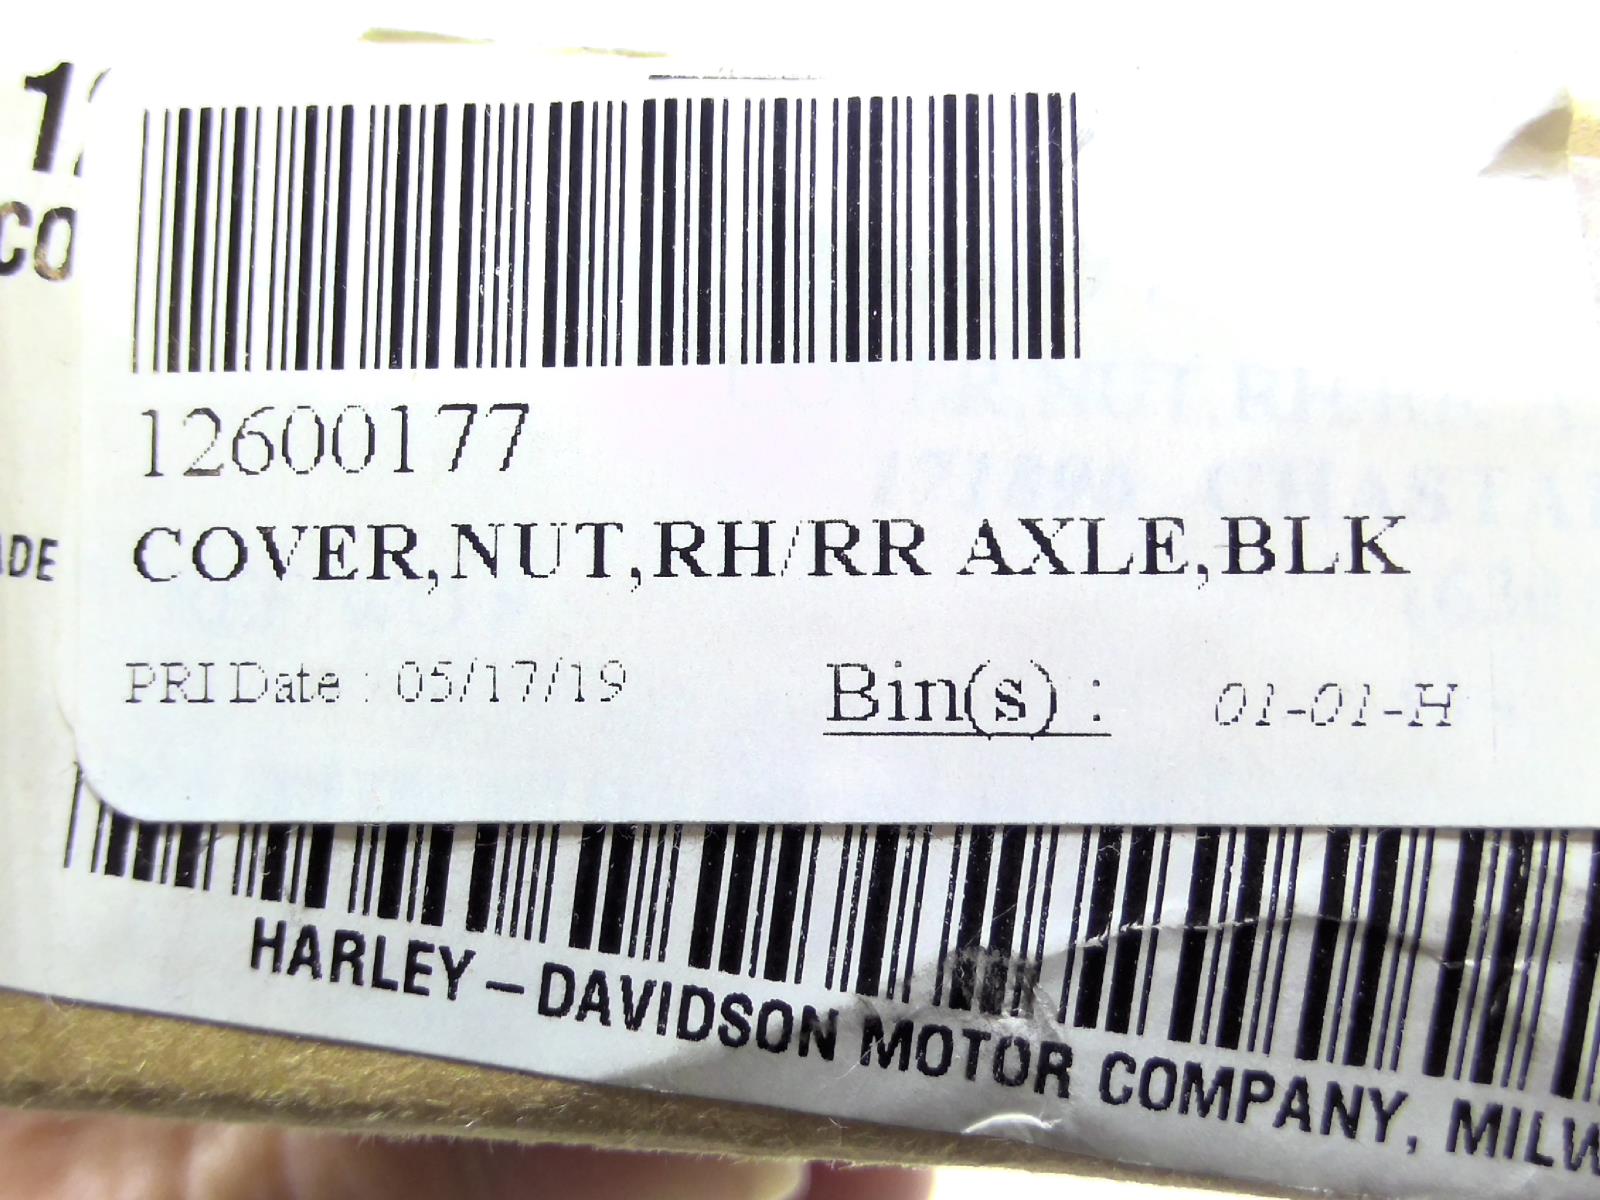 12600177
COVER,NUT,RH/RR AXLE,BLK
PRI Date : 05/17/19 Bin(s) : 01-01-H
HARLEY-DAVIDSON MOTOR COMPANY,